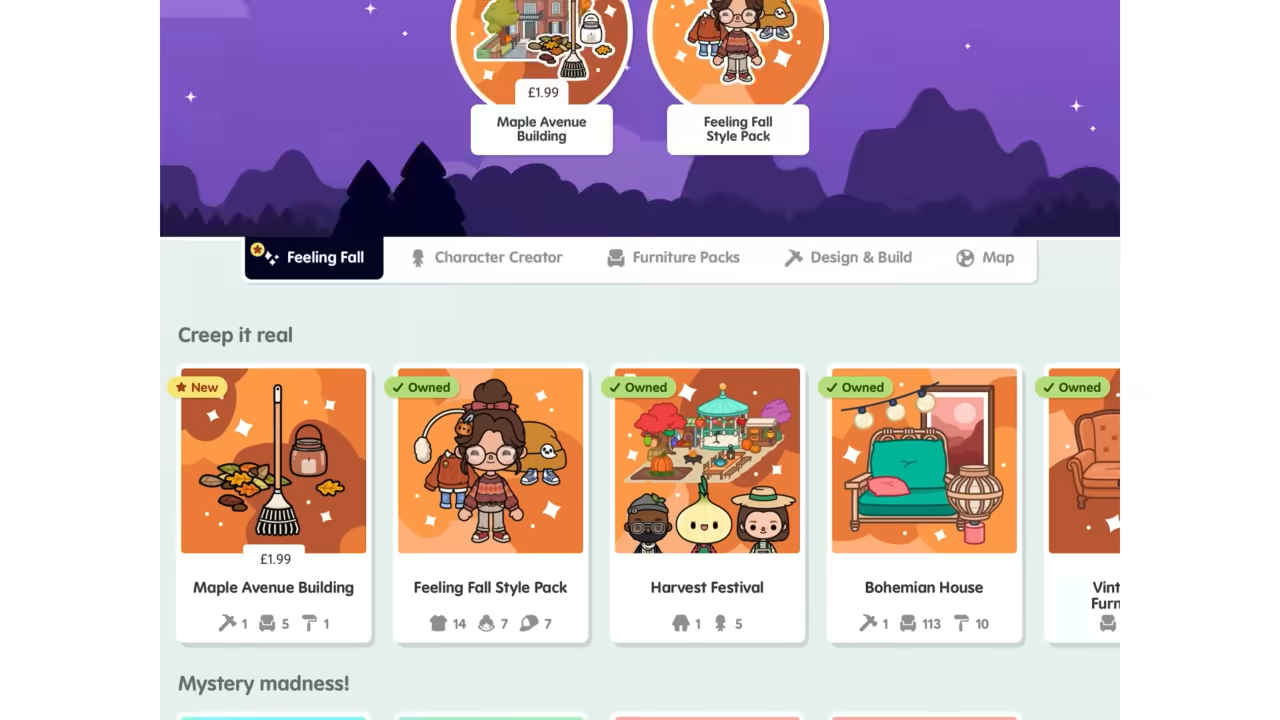 £1.99
Maple Avenue
Building
Feeling Fall
Style Pack
Feeling Fall
Character Creator
Furniture Packs
Design & Build
Map
Creep it real
New
Owned
Owned
Owned
Owned
£1.99
Maple Avenue Building
1 5 1
Feeling Fall Style Pack
14 7 7
Harvest Festival
1 5
Bohemian House
1 113 10
Mystery madness!